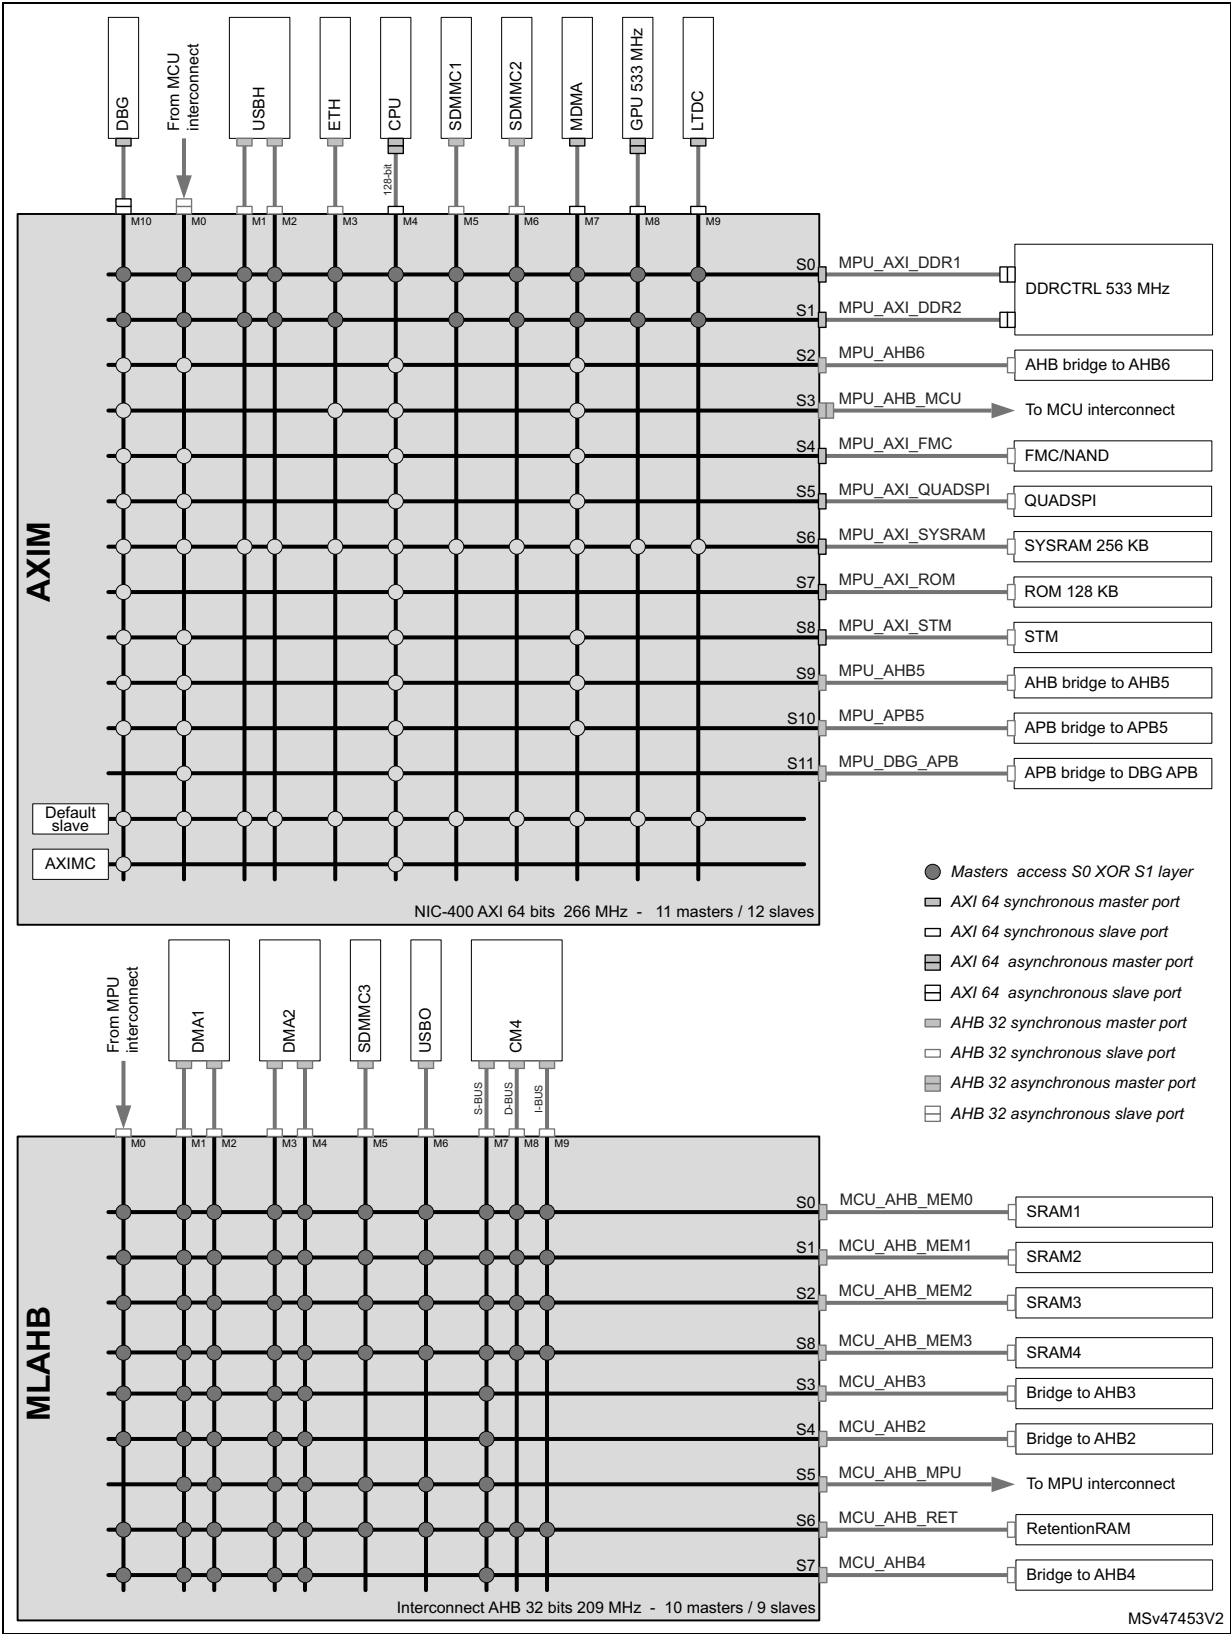 DBG
From MCU
interconnect
USBH
ETH
CPU
SDMMC1
SDMMC2
MDMA
GPU 533 MHz
LTDC
128-bit
M10
M0
M1
M2
M3
M4
M5
M6
M7
M8
M9
AXIM
S0
MPU_AXI_DDR1
DDRCTRL 533 MHz
S1
MPU_AXI_DDR2
S2
MPU_AHB6
AHB bridge to AHB6
S3
MPU_AHB_MCU
To MCU interconnect
S4
MPU_AXI_FMC
FMC/NAND
S5
MPU_AXI_QUADSPI
QUADSPI
S6
MPU_AXI_SYSRAM
SYSRAM 256 KB
S7
MPU_AXI_ROM
ROM 128 KB
S8
MPU_AXI_STM
STM
S9
MPU_AHB5
AHB bridge to AHB5
S10
MPU_APB5
APB bridge to APB5
S11
MPU_DBG_APB
APB bridge to DBG APB
Default
slave
AXIMC
NIC-400 AXI 64 bits 266 MHz - 11 masters / 12 slaves
Masters access S0 XOR S1 layer
AXI 64 synchronous master port
AXI 64 synchronous slave port
AXI 64 asynchronous master port
AXI 64 asynchronous slave port
AHB 32 synchronous master port
AHB 32 synchronous slave port
AHB 32 asynchronous master port
AHB 32 asynchronous slave port
From MPU
interconnect
DMA1
DMA2
SDMMC3
USBO
CM4
S-BUS
D-BUS
I-BUS
M0
M1
M2
M3
M4
M5
M6
M7
M8
M9
MLAHB
S0
MCU_AHB_MEM0
SRAM1
S1
MCU_AHB_MEM1
SRAM2
S2
MCU_AHB_MEM2
SRAM3
S8
MCU_AHB_MEM3
SRAM4
S3
MCU_AHB3
Bridge to AHB3
S4
MCU_AHB2
Bridge to AHB2
S5
MCU_AHB_MPU
To MPU interconnect
S6
MCU_AHB_RET
RetentionRAM
S7
MCU_AHB4
Bridge to AHB4
Interconnect AHB 32 bits 209 MHz - 10 masters / 9 slaves
MSv47453V2